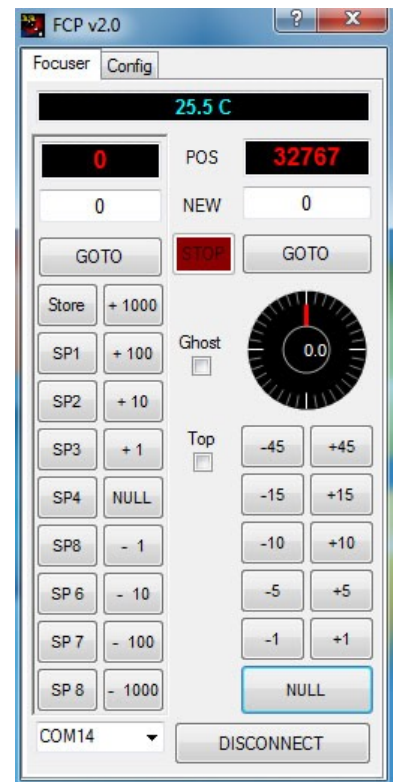 FCP v2.0 ? X
Focuser Config
25.5 C
0 POS 32767
0 NEW 0
GOTO STOP GOTO
Store + 1000
SP1 + 100 Ghost 0.0
SP2 + 10
SP3 + 1 Top -45 +45
SP4 NULL -15 +15
SP8 - 1 -10 +10
SP 6 - 10 -5 +5
SP 7 - 100 -1 +1
SP 8 - 1000 NULL
COM14 DISCONNECT